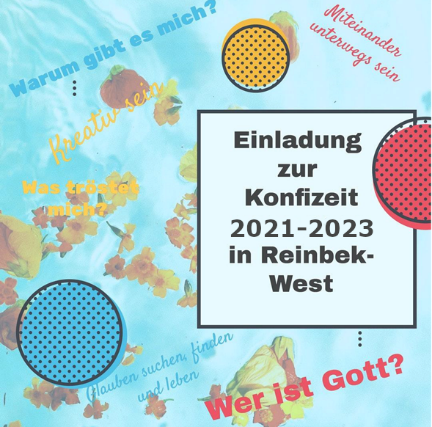 Warum gibt es mich?
Miteinander
unterwegs sein
Kreativ sein
Was tröstet
mich?
Einladung
zur
Konfizeit
2021-2023
in Reinbek-
West
Glauben suchen, finden
und leben
Wer ist Gott?